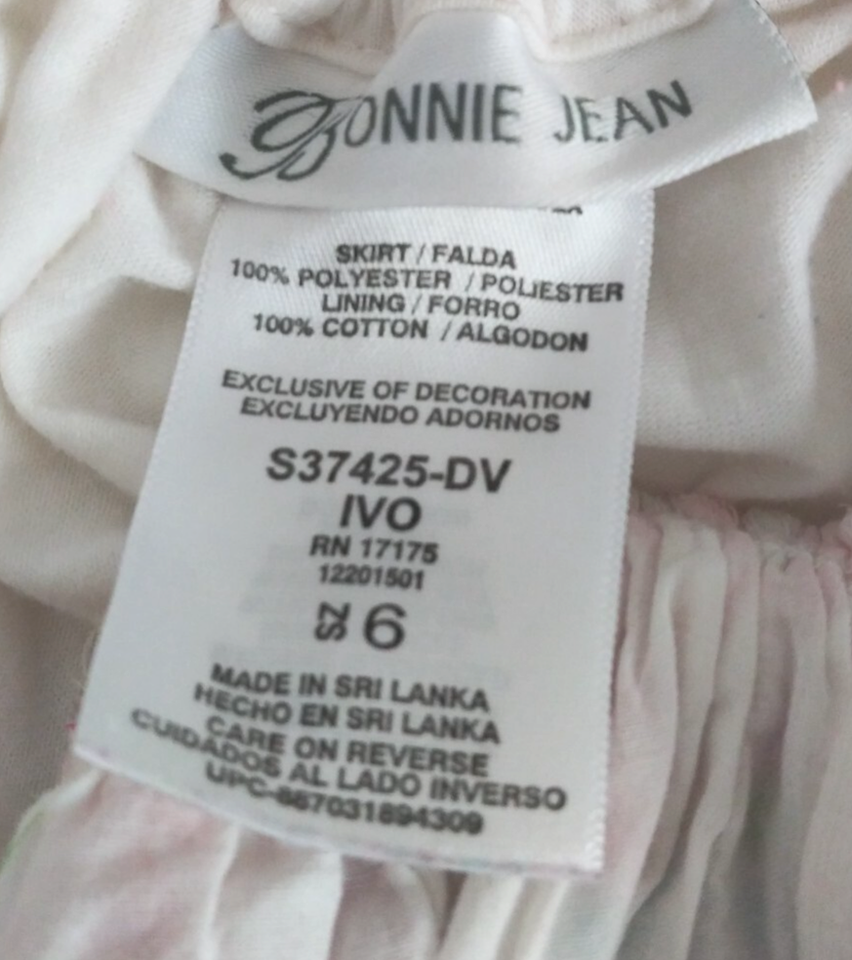 BONNIE JEAN
SKIRT / FALDA
100% POLYESTER / POLIESTER
LINING / FORRO
100% COTTON / ALGODON
EXCLUSIVE OF DECORATION
EXCLUYENDO ADORNOS
S37425-DV
IVO
RN 17175
12201501
SZ 6
MADE IN SRI LANKA
HECHO EN SRI LANKA
CARE ON REVERSE
CUIDADOS AL LADO INVERSO